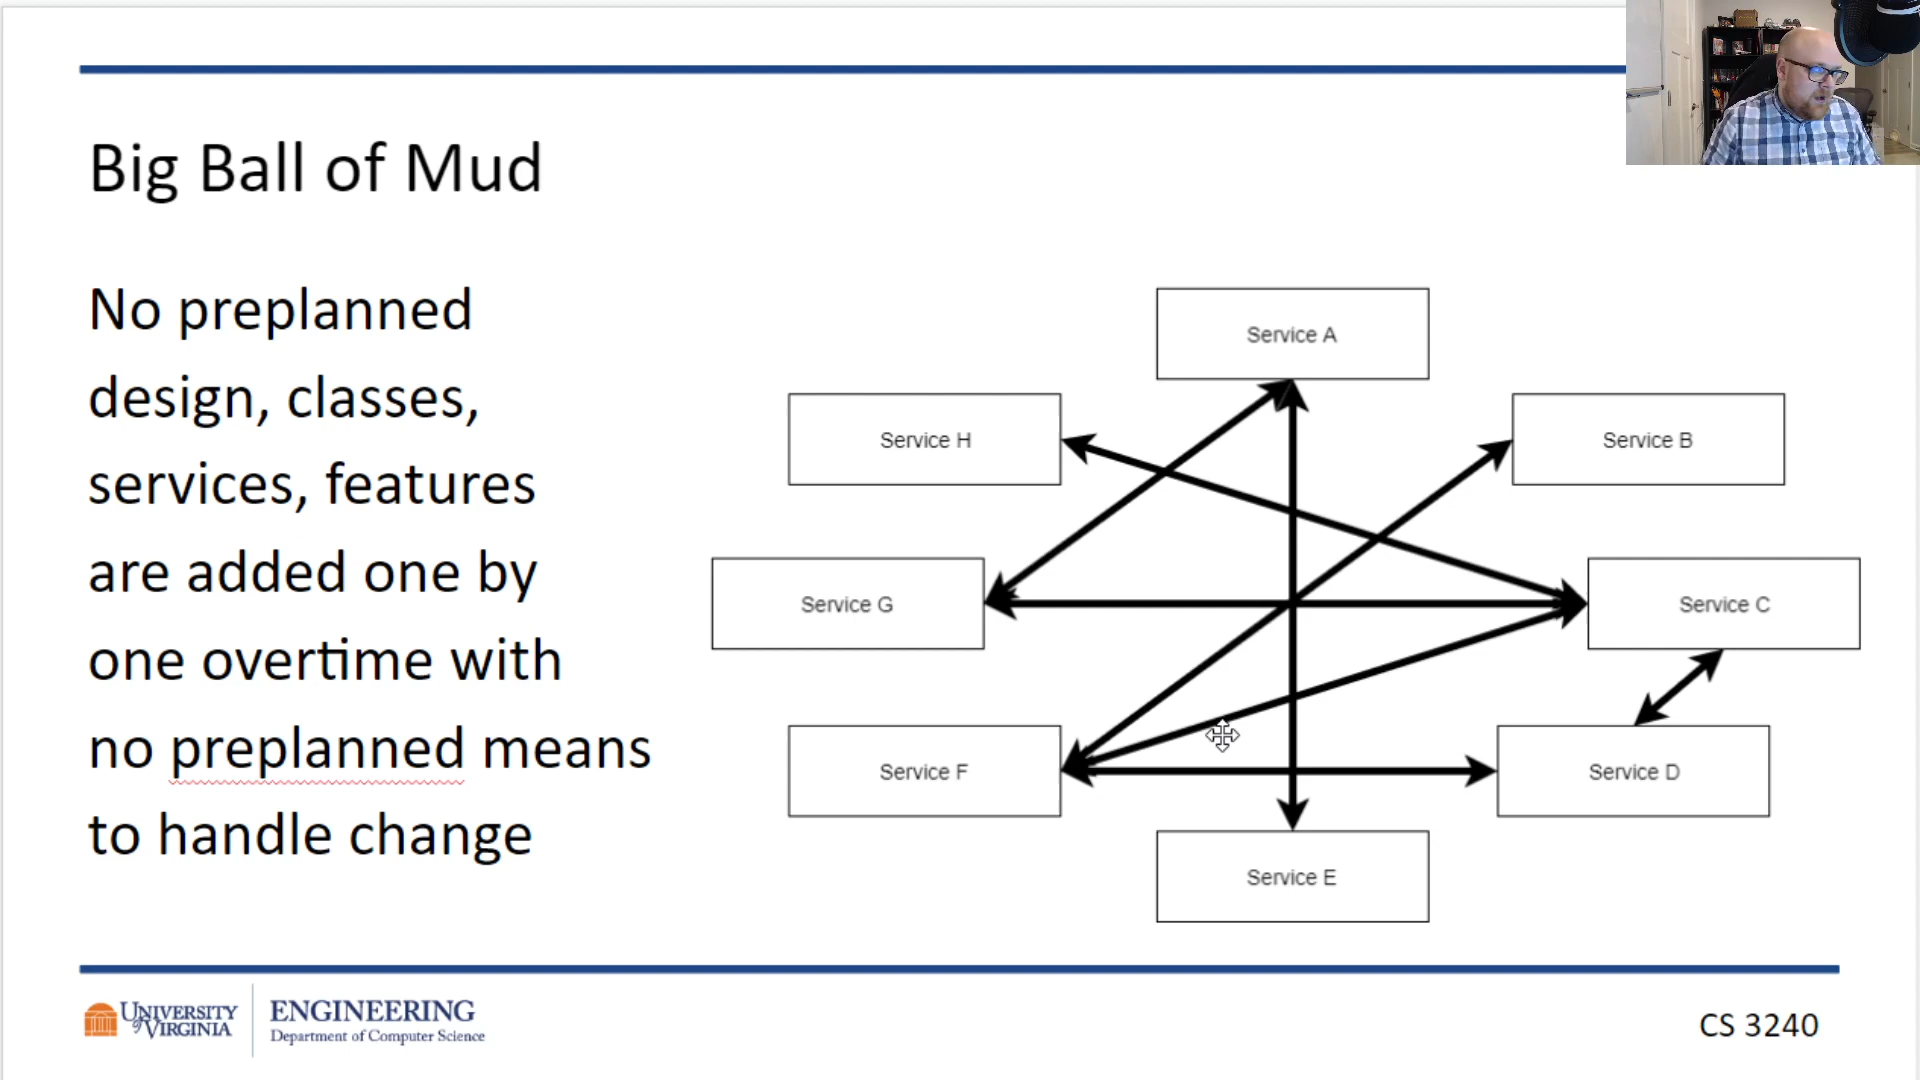 Big Ball of Mud
No preplanned
design, classes,
services, features
are added one by
one overtime with
no preplanned means
to handle change
Service A
Service H
Service B
Service G
Service C
Service F
Service D
Service E
UNIVERSITY
of VIRGINIA
ENGINEERING
Department of Computer Science
CS 3240